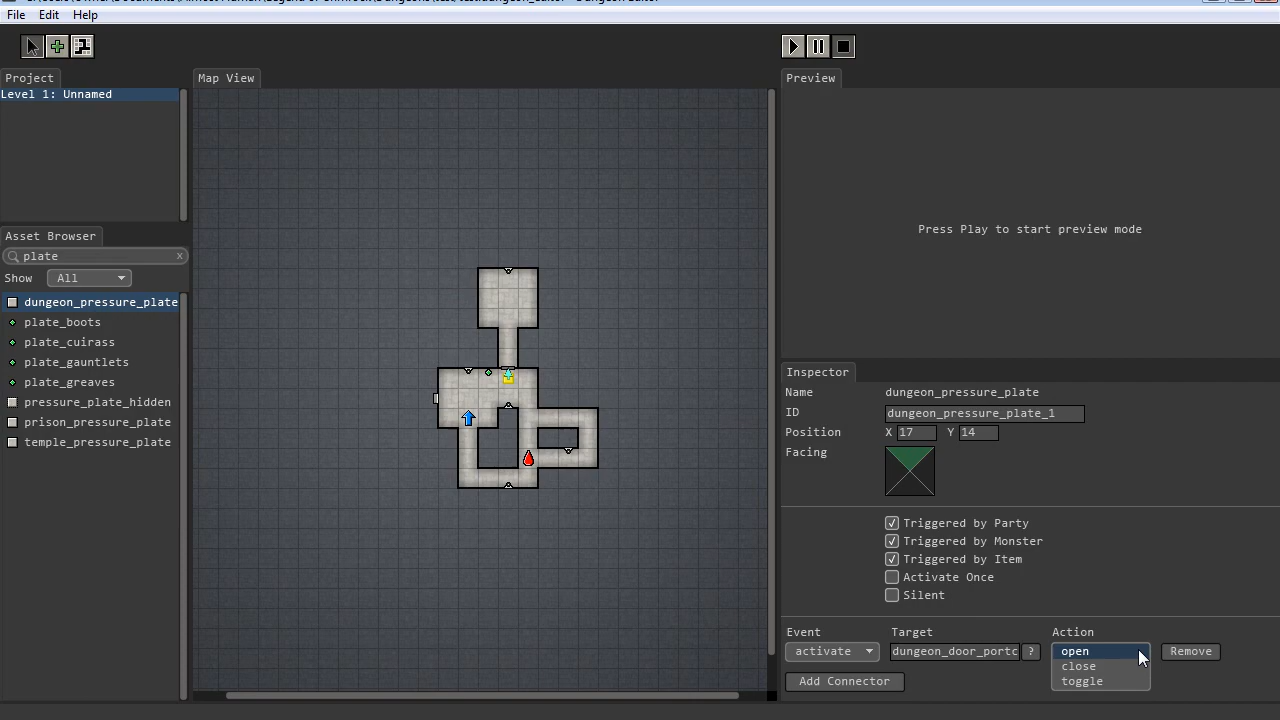 File Edit Help
Project
Level 1: Unnamed
Asset Browser
plate x
Show All
dungeon_pressure_plate
plate_boots
plate_cuirass
plate_gauntlets
plate_greaves
pressure_plate_hidden
prison_pressure_plate
temple_pressure_plate
Map View
Preview
Press Play to start preview mode
Inspector
Name dungeon_pressure_plate
ID dungeon_pressure_plate_1
Position X 17 Y 14
Facing
Triggered by Party
Triggered by Monster
Triggered by Item
Activate Once
Silent
Event Target Action
activate dungeon_door_portc ? open Remove
close
toggle
Add Connector